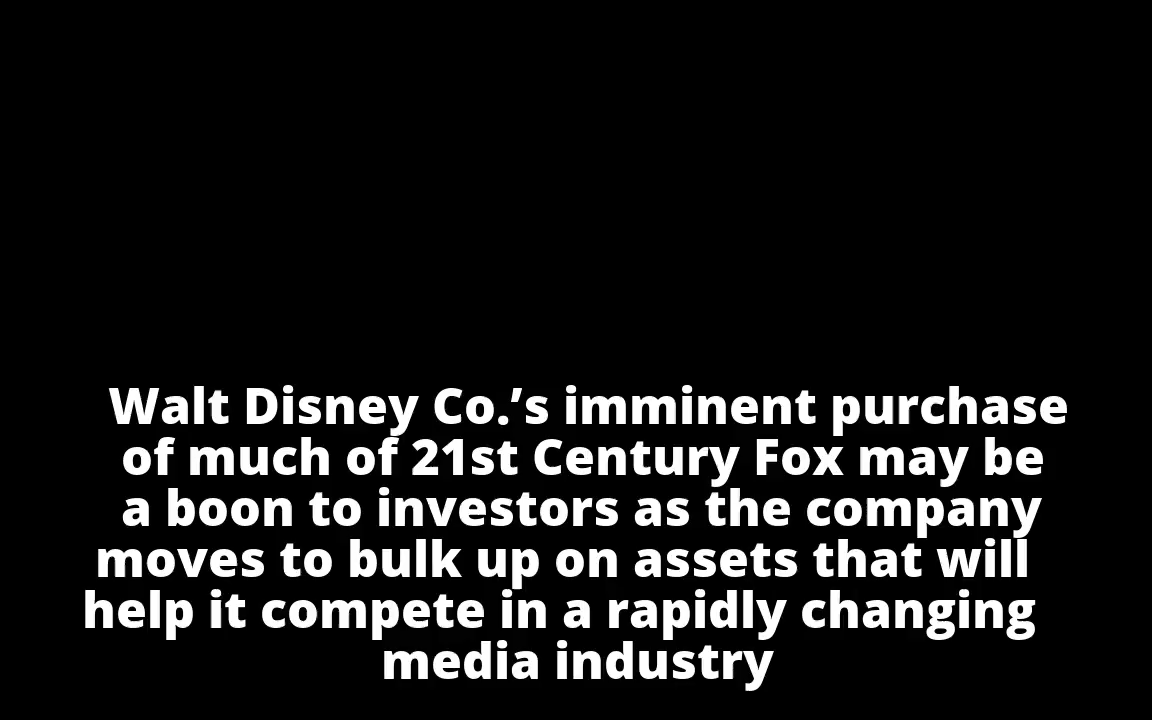 Walt Disney Co.’s imminent purchase
of much of 21st Century Fox may be
a boon to investors as the company
moves to bulk up on assets that will
help it compete in a rapidly changing
media industry